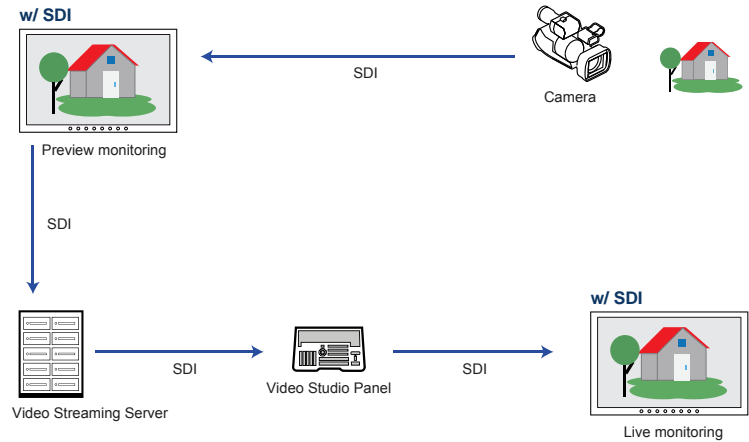 w/ SDI
SDI
Camera
Preview monitoring
SDI
w/ SDI
SDI
Video Studio Panel
SDI
Video Streaming Server
Live monitoring